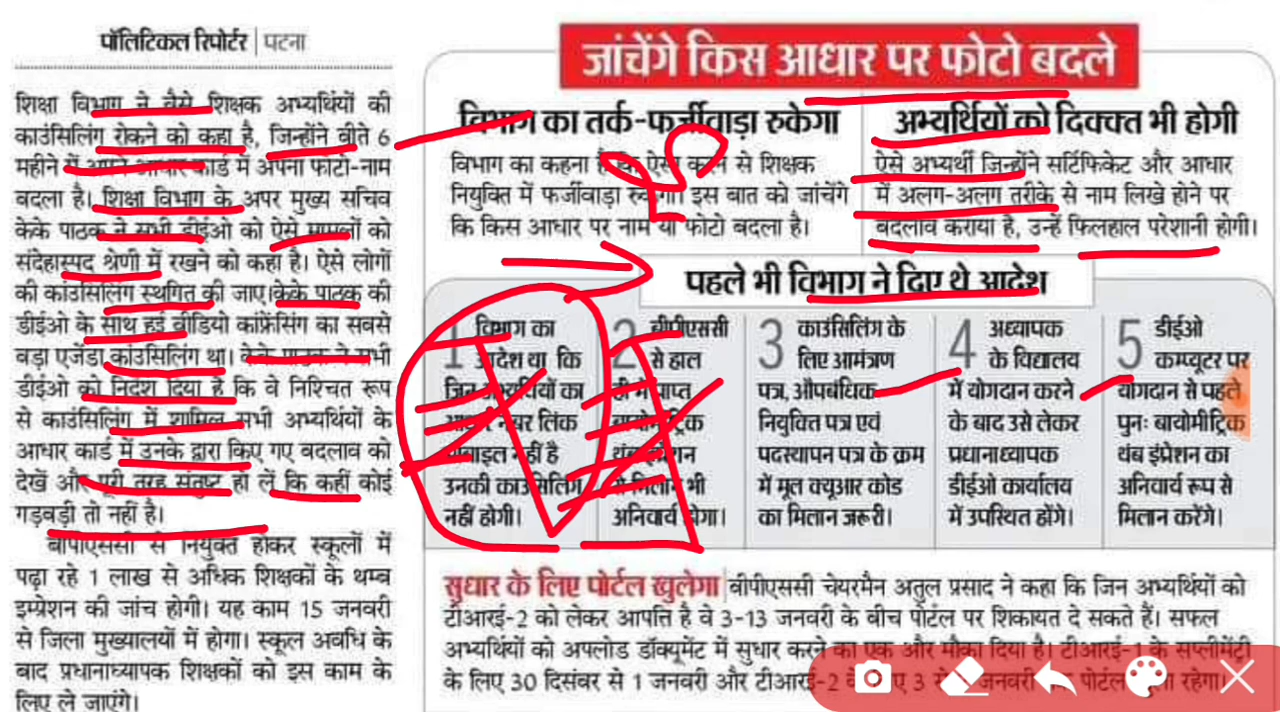 पॉलिटिकल रिपोर्टर | पटना
शिक्षा विभाग ने वैसे शिक्षक अभ्यर्थियों की
काउंसिलिंग रोकने को कहा है, जिन्होंने बीते 6
महीने में अपने आधार कार्ड में अपना फोटो-नाम
बदला है। शिक्षा विभाग के अपर मुख्य सचिव
केके पाठक ने सभी डीईओ को ऐसे मामलों को
संदेहास्पद श्रेणी में रखने को कहा है। ऐसे लोगों
की काउंसिलिंग स्थगित की जाए।केके पाठक की
डीईओ के साथ हुई वीडियो कांफ्रेंसिंग का सबसे
बड़ा एजेंडा काउंसिलिंग था। केके पाठक ने सभी
डीईओ को निर्देश दिया है कि वे निश्चित रूप
से काउंसिलिंग में शामिल सभी अभ्यर्थियों के
आधार कार्ड में उनके द्वारा किए गए बदलाव को
देखें और पूरी तरह संतुष्ट हो लें कि कहीं कोई
गड़बड़ी तो नहीं है।
बीपीएससी से नियुक्त होकर स्कूलों में
पढ़ा रहे 1 लाख से अधिक शिक्षकों के थम्ब
इम्प्रेशन की जांच होगी। यह काम 15 जनवरी
से जिला मुख्यालयों में होगा। स्कूल अवधि के
बाद प्रधानाध्यापक शिक्षकों को इस काम के
लिए ले जाएंगे।
जांचेंगे किस आधार पर फोटो बदले
विभाग का तर्क-फर्जीवाड़ा रुकेगा
विभाग का कहना है कि ऐसा करने से शिक्षक
नियुक्ति में फर्जीवाड़ा रुकेगा। इस बात को जांचेंगे
कि किस आधार पर नाम या फोटो बदला है।
अभ्यर्थियों को दिक्क्त भी होगी
ऐसे अभ्यर्थी जिन्होंने सर्टिफिकेट और आधार
में अलग-अलग तरीके से नाम लिखे होने पर
बदलाव कराया है, उन्हें फिलहाल परेशानी होगी।
पहले भी विभाग ने दिए थे आदेश
1 विभाग का
आदेश था कि
जिन अभ्यर्थियों का
आधार नंबर लिंक
मोबाइल नहीं है
उनकी काउंसिलिंग
नहीं होगी।
2 बीपीएससी
से हाल
ही में प्राप्त
बायोमीट्रिक
थंब इंप्रेशन
से मिलान भी
अनिवार्य होगा।
3 काउंसिलिंग के
लिए आमंत्रण
पत्र, औपबंधिक
नियुक्ति पत्र एवं
पदस्थापन पत्र के क्रम
में मूल क्यूआर कोड
का मिलान जरूरी।
4 अध्यापक
के विद्यालय
में योगदान करने
के बाद उसे लेकर
प्रधानाध्यापक
डीईओ कार्यालय
में उपस्थित होंगे।
5 डीईओ
कम्प्यूटर पर
योगदान से पहले
पुनः बायोमीट्रिक
थंब इंप्रेशन का
अनिवार्य रूप से
मिलान करेंगे।
सुधार के लिए पोर्टल खुलेगा | बीपीएससी चेयरमैन अतुल प्रसाद ने कहा कि जिन अभ्यर्थियों को
टीआरई-2 को लेकर आपत्ति है वे 3-13 जनवरी के बीच पोर्टल पर शिकायत दे सकते हैं। सफल
अभ्यर्थियों को अपलोड डॉक्यूमेंट में सुधार करने का एक और मौका दिया है। टीआरई-1 के सप्लीमेंट्री
के लिए 30 दिसंबर से 1 जनवरी और टीआरई-2 के 3 से जनवरी पोर्टल खुला रहेगा।